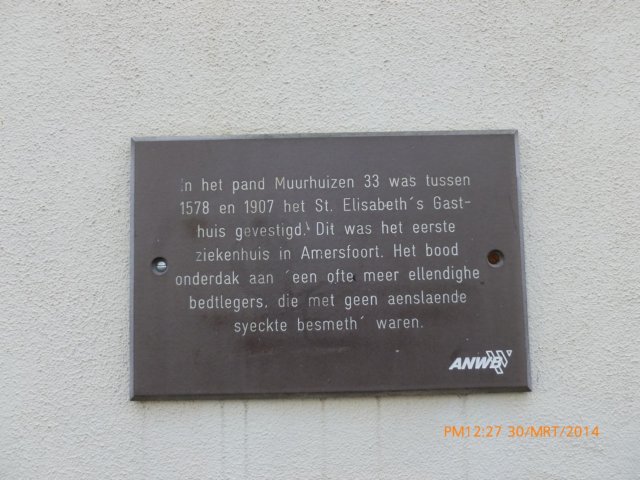 In het pand Muurhuizen 33 was tussen
1578 en 1907 het St. Elisabeth´s Gast-
huis gevestigd. Dit was het eerste
ziekenhuis in Amersfoort. Het bood
onderdak aan ´een ofte meer ellendighe
bedtlegers, die met geen aenslaende
syeckte besmeth´ waren.
ANWB
PM12:27 30/MRT/2014